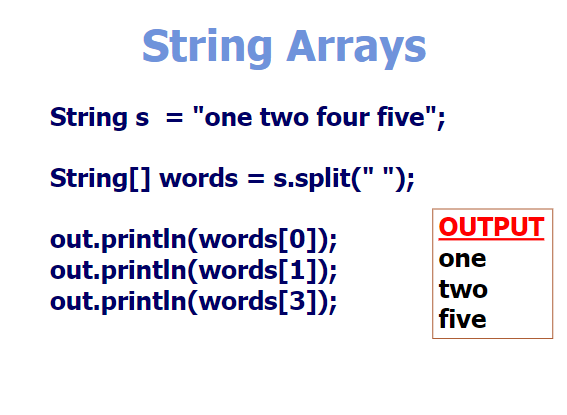 String Arrays
String s  = "one two four five";
String[] words = s.split(" ");
out.println(words[0]);
out.println(words[1]);
out.println(words[3]);
OUTPUT
one
two
five